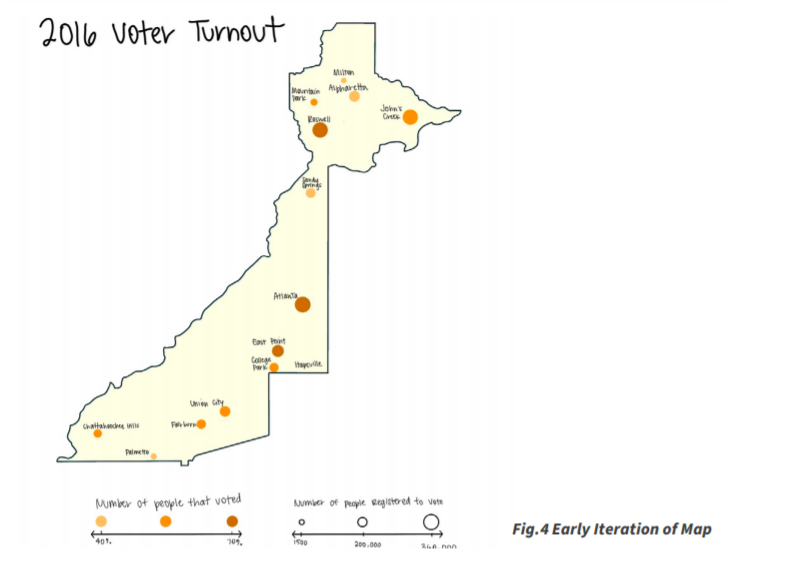 2016 Voter Turnout
Milton
Mountain
Park
Alpharetta
John's
Creek
Roswell
Sandy
Springs
Atlanta
East Point
College
Park
Hapeville
Union City
Chattahoochee Hills
Fairburn
Palmetto
Number of people that voted
Number of people Registered to vote
40%
70%
1500
200,000
360,000
Fig.4 Early Iteration of Map